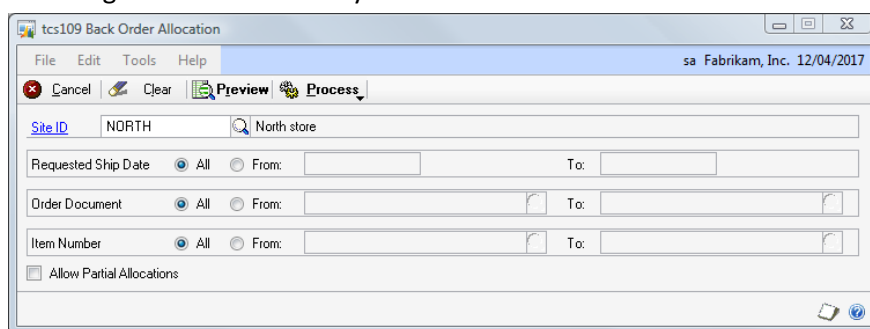 tcs109 Back Order Allocation
File Edit Tools Help sa Fabrikam, Inc. 12/04/2017
Cancel Clear Preview Process
Site ID NORTH North store
Requested Ship Date All From: To:
Order Document All From: To:
Item Number All From: To:
Allow Partial Allocations